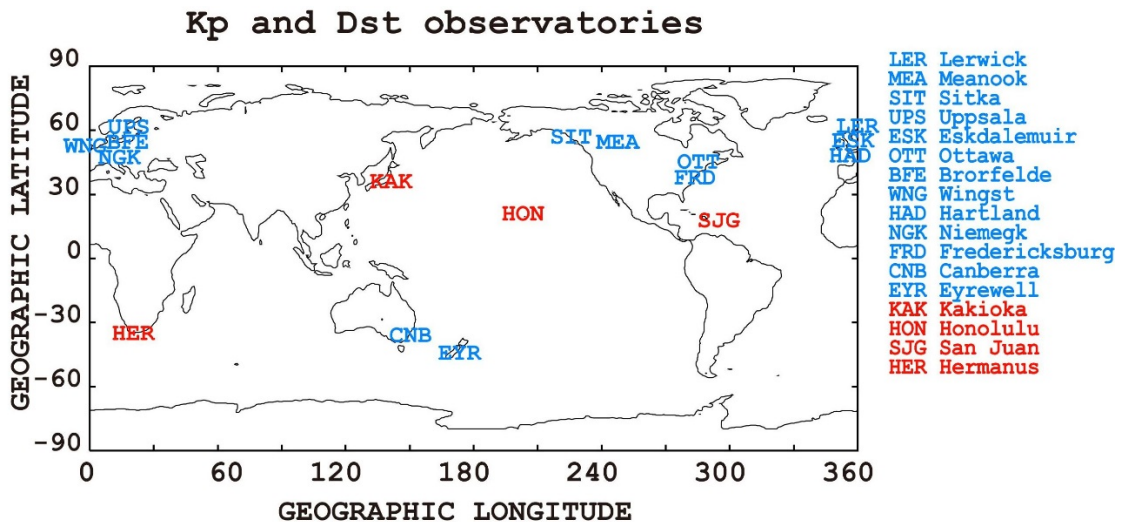 Kp and Dst observatories
GEOGRAPHIC LATITUDE
90
60
30
0
-30
-60
-90
0 60 120 180 240 300 360
GEOGRAPHIC LONGITUDE
UPS
WNG BFE
NGK
KAK
HON
SIT MEA
OTT
FRD
SJG
LER
ESK
HAD
HER
CNB
EYR
LER Lerwick
MEA Meanook
SIT Sitka
UPS Uppsala
ESK Eskdalemuir
OTT Ottawa
BFE Brorfelde
WNG Wingst
HAD Hartland
NGK Niemegk
FRD Fredericksburg
CNB Canberra
EYR Eyrewell
KAK Kakioka
HON Honolulu
SJG San Juan
HER Hermanus